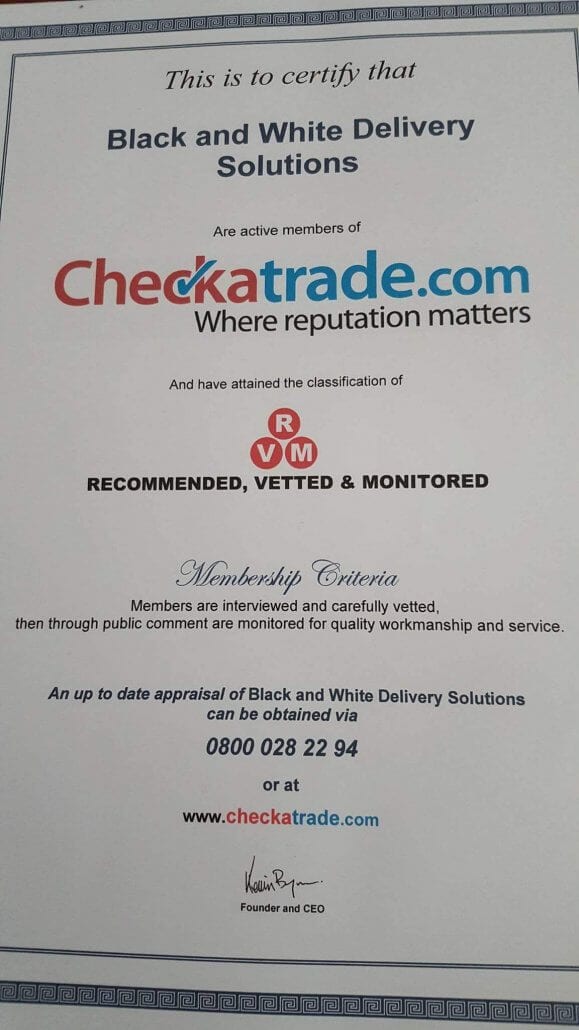 This is to certify that
Black and White Delivery
Solutions
Are active members of
Checkatrade.com
Where reputation matters
And have attained the classification of
R
V M
RECOMMENDED, VETTED & MONITORED
Membership Criteria
Members are interviewed and carefully vetted,
then through public comment are monitored for quality workmanship and service.
An up to date appraisal of Black and White Delivery Solutions
can be obtained via
0800 028 22 94
or at
www.checkatrade.com
Founder and CEO